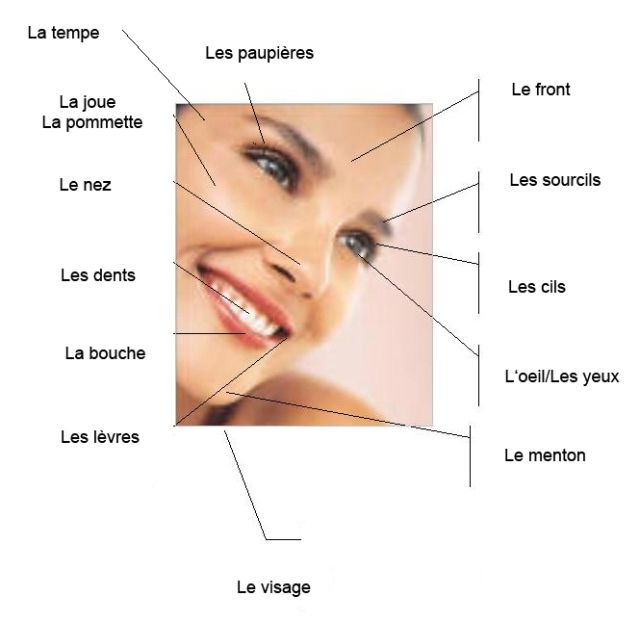 La tempe
Les paupières
La joue
La pommette
Le nez
Les dents
La bouche
Les lèvres
Le front
Les sourcils
Les cils
L'oeil/Les yeux
Le menton
Le visage